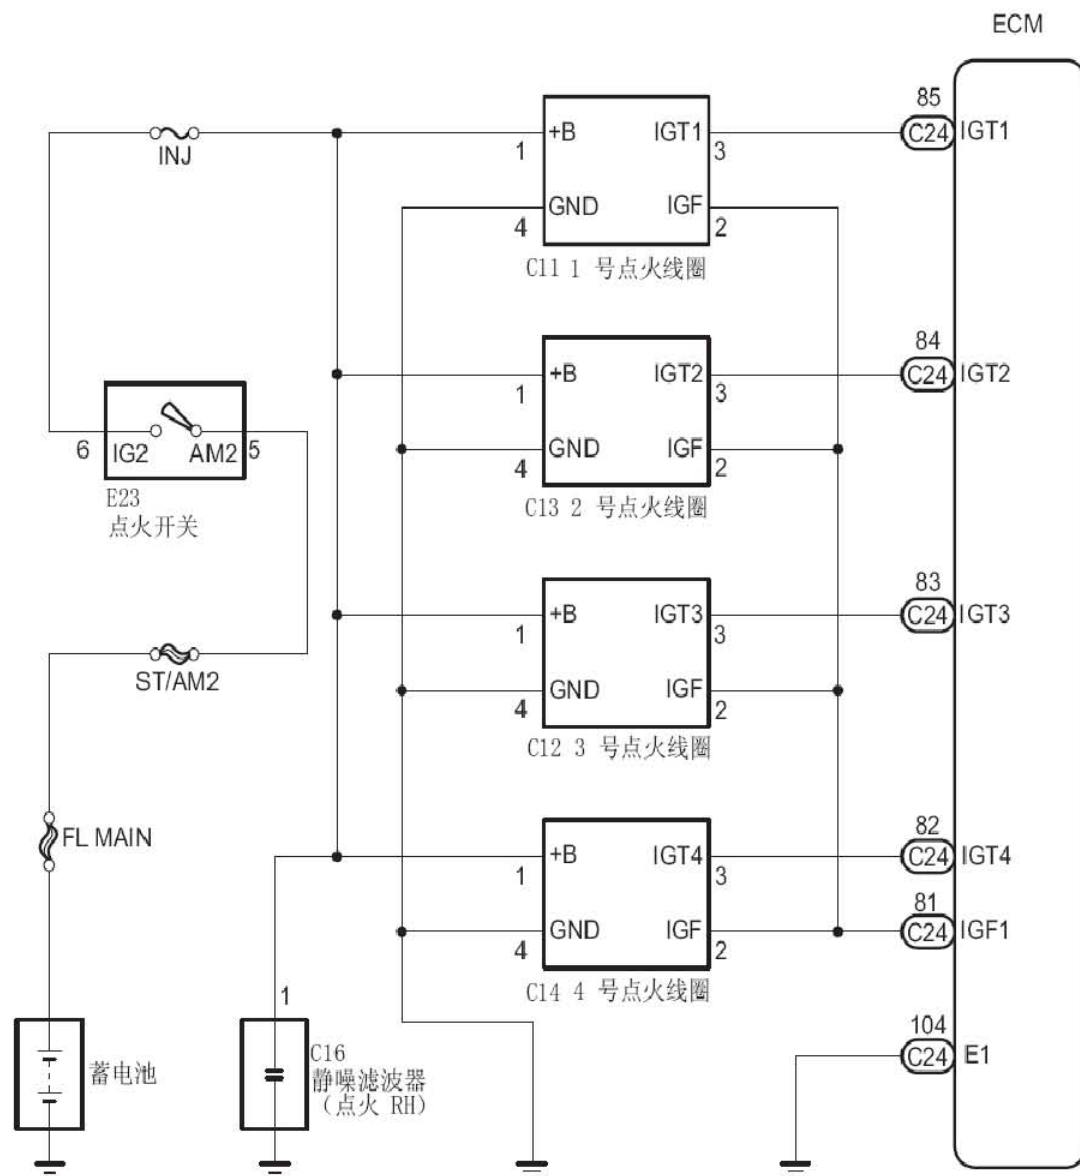 ECM
85
+B
IGT1
C24
IGT1
INJ
1
3
GND
IGF
4
2
C11 1 号点火线圈
84
+B
IGT2
C24
IGT2
1
3
6
IG2
AM2
5
GND
IGF
4
2
E23
点火开关
C13 2 号点火线圈
83
+B
IGT3
C24
IGT3
1
3
ST/AM2
GND
IGF
4
2
C12 3 号点火线圈
FL MAIN
82
+B
IGT4
C24
IGT4
1
3
81
GND
IGF
C24
IGF1
4
2
C14 4 号点火线圈
1
104
C24
E1
蓄电池
C16
静噪滤波器
（点火 RH）